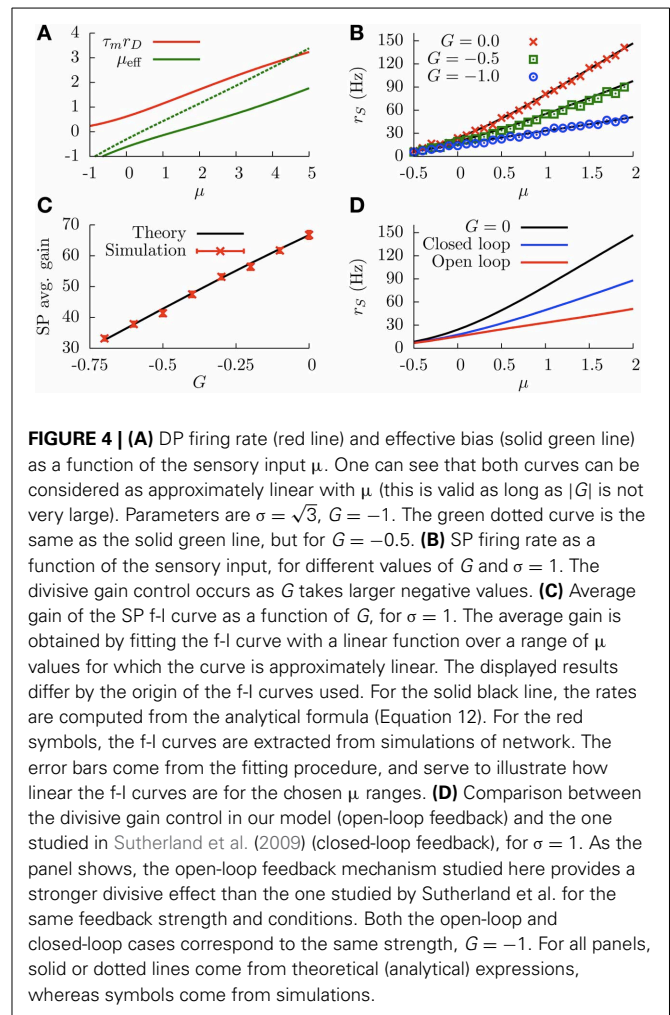 A
τ_m r_D
μ_eff
4
3
2
1
0
-1
-1 0 1 2 3 4 5
μ
B
G = 0.0
G = −0.5
G = −1.0
r_S (Hz)
150
120
90
60
30
0
-0.5 0 0.5 1 1.5 2
μ
C
Theory
Simulation
SP avg. gain
70
60
50
40
30
-0.75 -0.5 -0.25 0
G
D
G = 0
Closed loop
Open loop
r_S (Hz)
150
120
90
60
30
0
-0.5 0 0.5 1 1.5 2
μ
FIGURE 4 | (A) DP firing rate (red line) and effective bias (solid green line)
as a function of the sensory input μ. One can see that both curves can be
considered as approximately linear with μ (this is valid as long as |G| is not
very large). Parameters are σ = √3, G = −1. The green dotted curve is the
same as the solid green line, but for G = −0.5. (B) SP firing rate as a
function of the sensory input, for different values of G and σ = 1. The
divisive gain control occurs as G takes larger negative values. (C) Average
gain of the SP f-I curve as a function of G, for σ = 1. The average gain is
obtained by fitting the f-I curve with a linear function over a range of μ
values for which the curve is approximately linear. The displayed results
differ by the origin of the f-I curves used. For the solid black line, the rates
are computed from the analytical formula (Equation 12). For the red
symbols, the f-I curves are extracted from simulations of network. The
error bars come from the fitting procedure, and serve to illustrate how
linear the f-I curves are for the chosen μ ranges. (D) Comparison between
the divisive gain control in our model (open-loop feedback) and the one
studied in Sutherland et al. (2009) (closed-loop feedback), for σ = 1. As the
panel shows, the open-loop feedback mechanism studied here provides a
stronger divisive effect than the one studied by Sutherland et al. for the
same feedback strength and conditions. Both the open-loop and
closed-loop cases correspond to the same strength, G = −1. For all panels,
solid or dotted lines come from theoretical (analytical) expressions,
whereas symbols come from simulations.